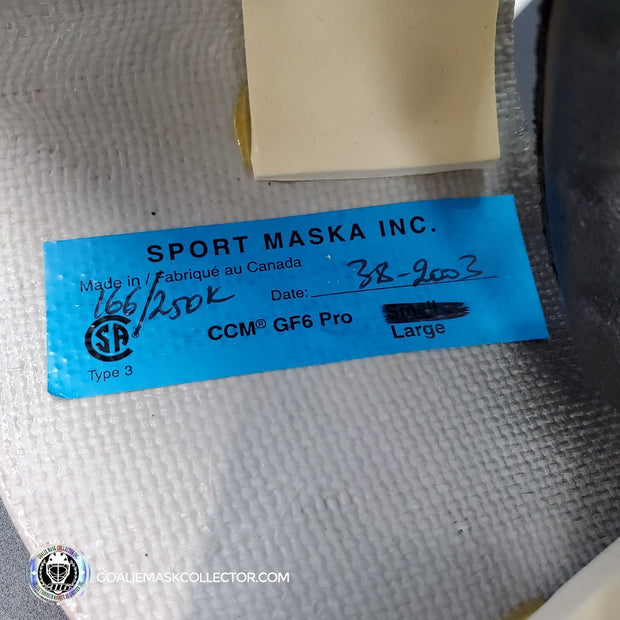 SPORT MASKA INC.
Made in / Fabriqué au Canada
166/250K
Date: 38-2003
CSA®
CCM® GF6 Pro
Small
Large
Type 3
GOALIEMASKCOLLECTOR.COM